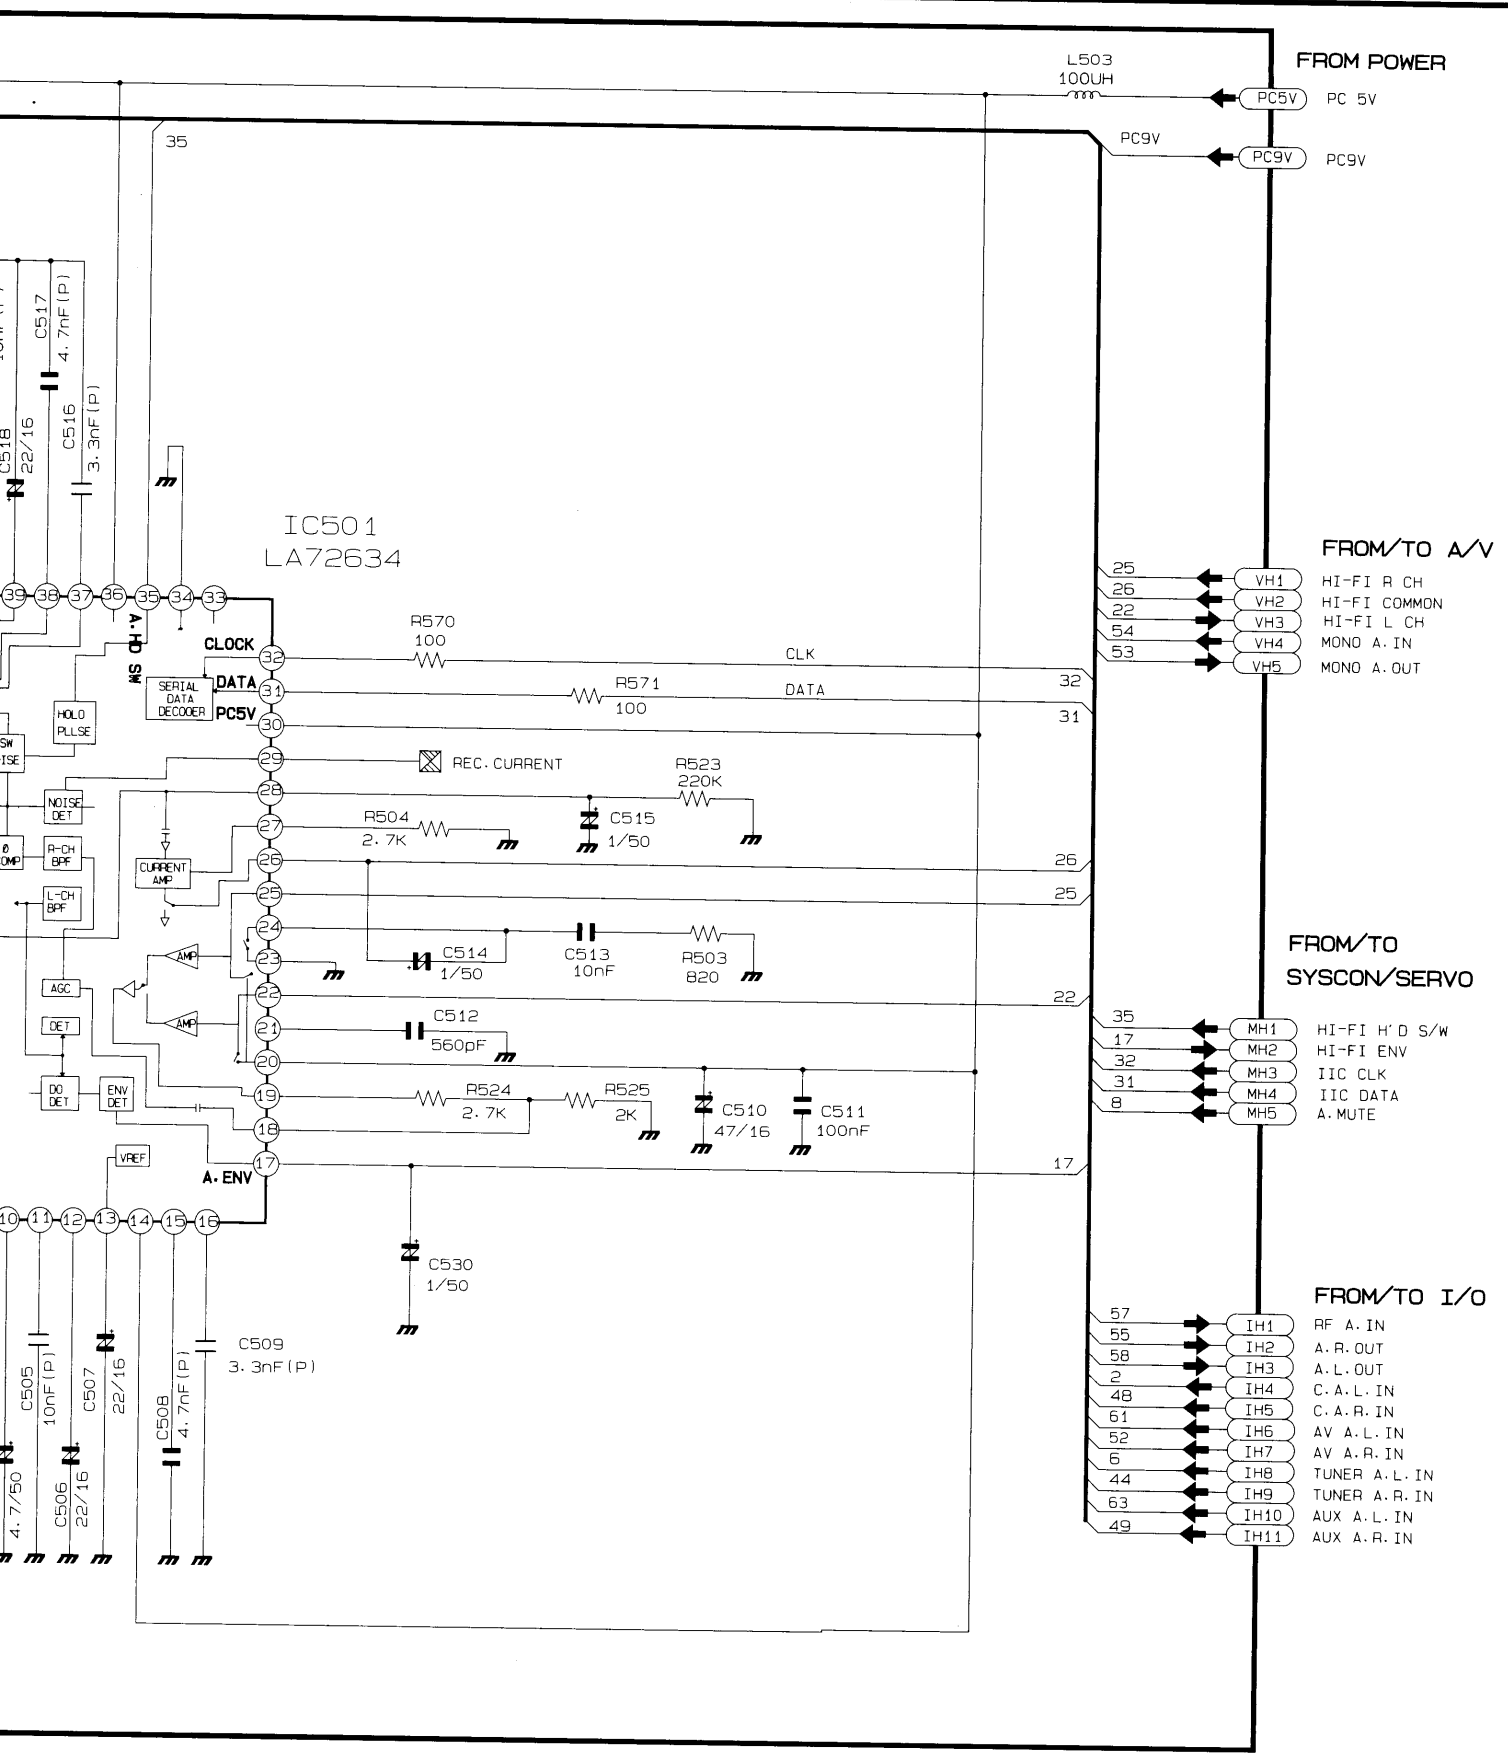 L503
100UH
FROM POWER
PC5V PC 5V
PC9V
PC9V PC9V
35
C517
4.7nF(P)
C516
3.3nF(P)
C518
22/16
IC501
LA72634
39 38 37 36 35 34 33
A.HD SW
FROM/TO A/V
25 VH1 HI-FI R CH
26 VH2 HI-FI COMMON
22 VH3 HI-FI L CH
54 VH4 MONO A.IN
53 VH5 MONO A.OUT
R570
100
CLOCK 32 CLK 32
SERIAL
DATA
DECODER
DATA 31 R571
100 DATA 31
PC5V 30
HOLD
PLLSE
SW
ISE
29 REC.CURRENT
28
R523
220K
C515
1/50
NOISE
DET
27 R504
2.7K
Ø
OMP
R-CH
BPF
CURRENT
AMP
26 26
25 25
L-CH
BPF
24
C514
1/50
C513
10nF
R503
820
AMP 23
AGC
22 22
DET
AMP 21
C512
560pF
20
DO
DET
ENV
DET
19 R524
2.7K
R525
2K
C510
47/16
C511
100nF
18
VREF
17 17
A.ENV
FROM/TO
SYSCON/SERVO
35 MH1 HI-FI H'D S/W
17 MH2 HI-FI ENV
32 MH3 IIC CLK
31 MH4 IIC DATA
8 MH5 A.MUTE
10 11 12 13 14 15 16
C530
1/50
C509
3.3nF(P)
C505
10nF(P)
C507
22/16
C508
4.7nF(P)
4.7/50
C506
22/16
FROM/TO I/O
57 IH1 RF A.IN
55 IH2 A.R.OUT
58 IH3 A.L.OUT
2 IH4 C.A.L.IN
48 IH5 C.A.R.IN
61 IH6 AV A.L.IN
52 IH7 AV A.R.IN
6 IH8 TUNER A.L.IN
44 IH9 TUNER A.R.IN
63 IH10 AUX A.L.IN
49 IH11 AUX A.R.IN